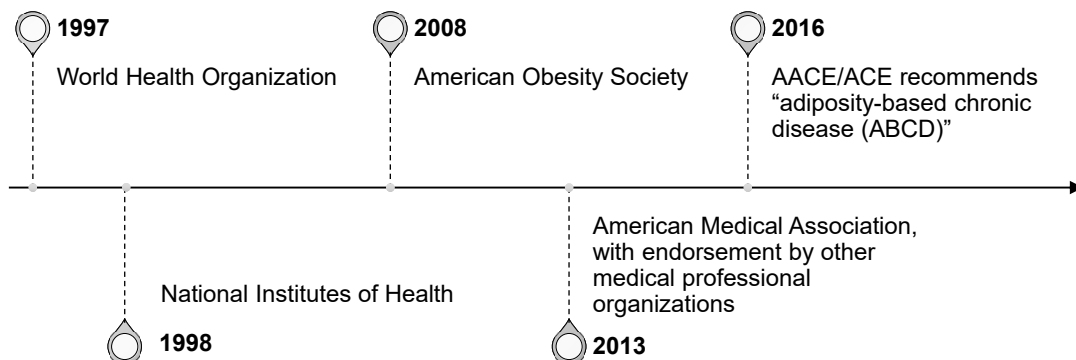 1997
World Health Organization
2008
American Obesity Society
2016
AACE/ACE recommends
“adiposity-based chronic
disease (ABCD)”
National Institutes of Health
1998
American Medical Association,
with endorsement by other
medical professional
organizations
2013